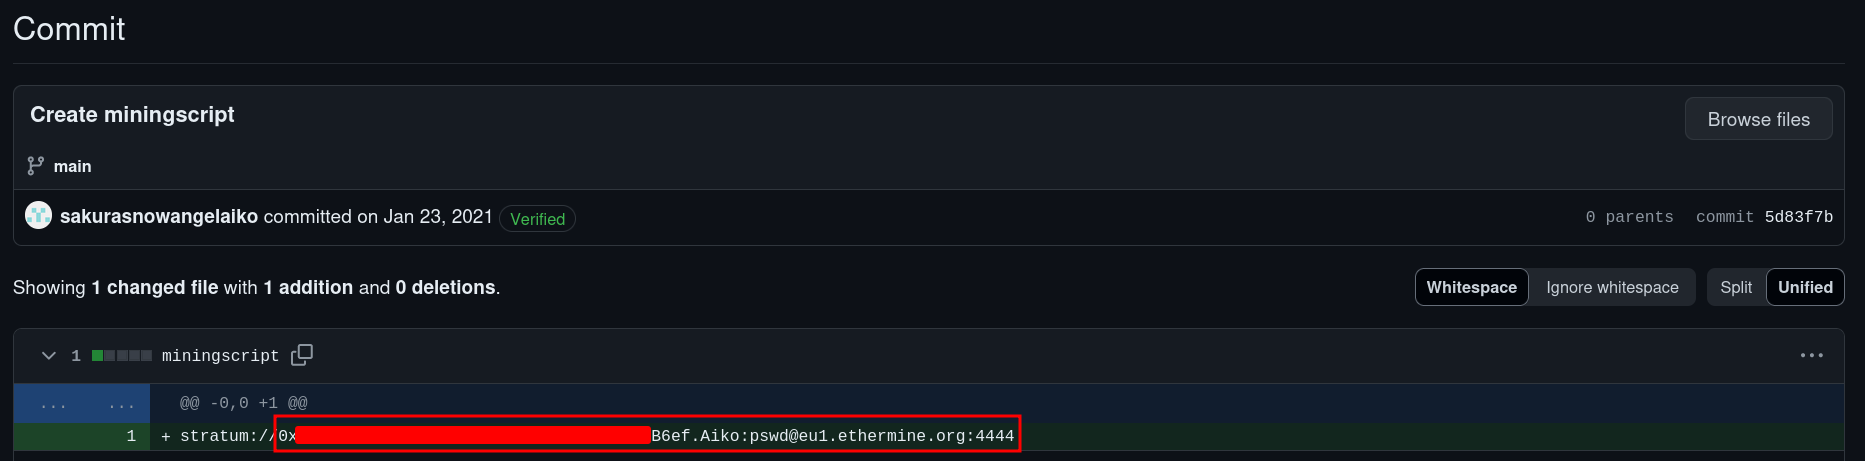 Commit
Create miningscript
Browse files
main
sakurasnowangelaiko committed on Jan 23, 2021 Verified 0 parents commit 5d83f7b
Showing 1 changed file with 1 addition and 0 deletions. Whitespace Ignore whitespace Split Unified
1 miningscript ...
... ... @@ -0,0 +1 @@
1 + stratum://0x B6ef.Aiko:pswd@eu1.ethermine.org:4444